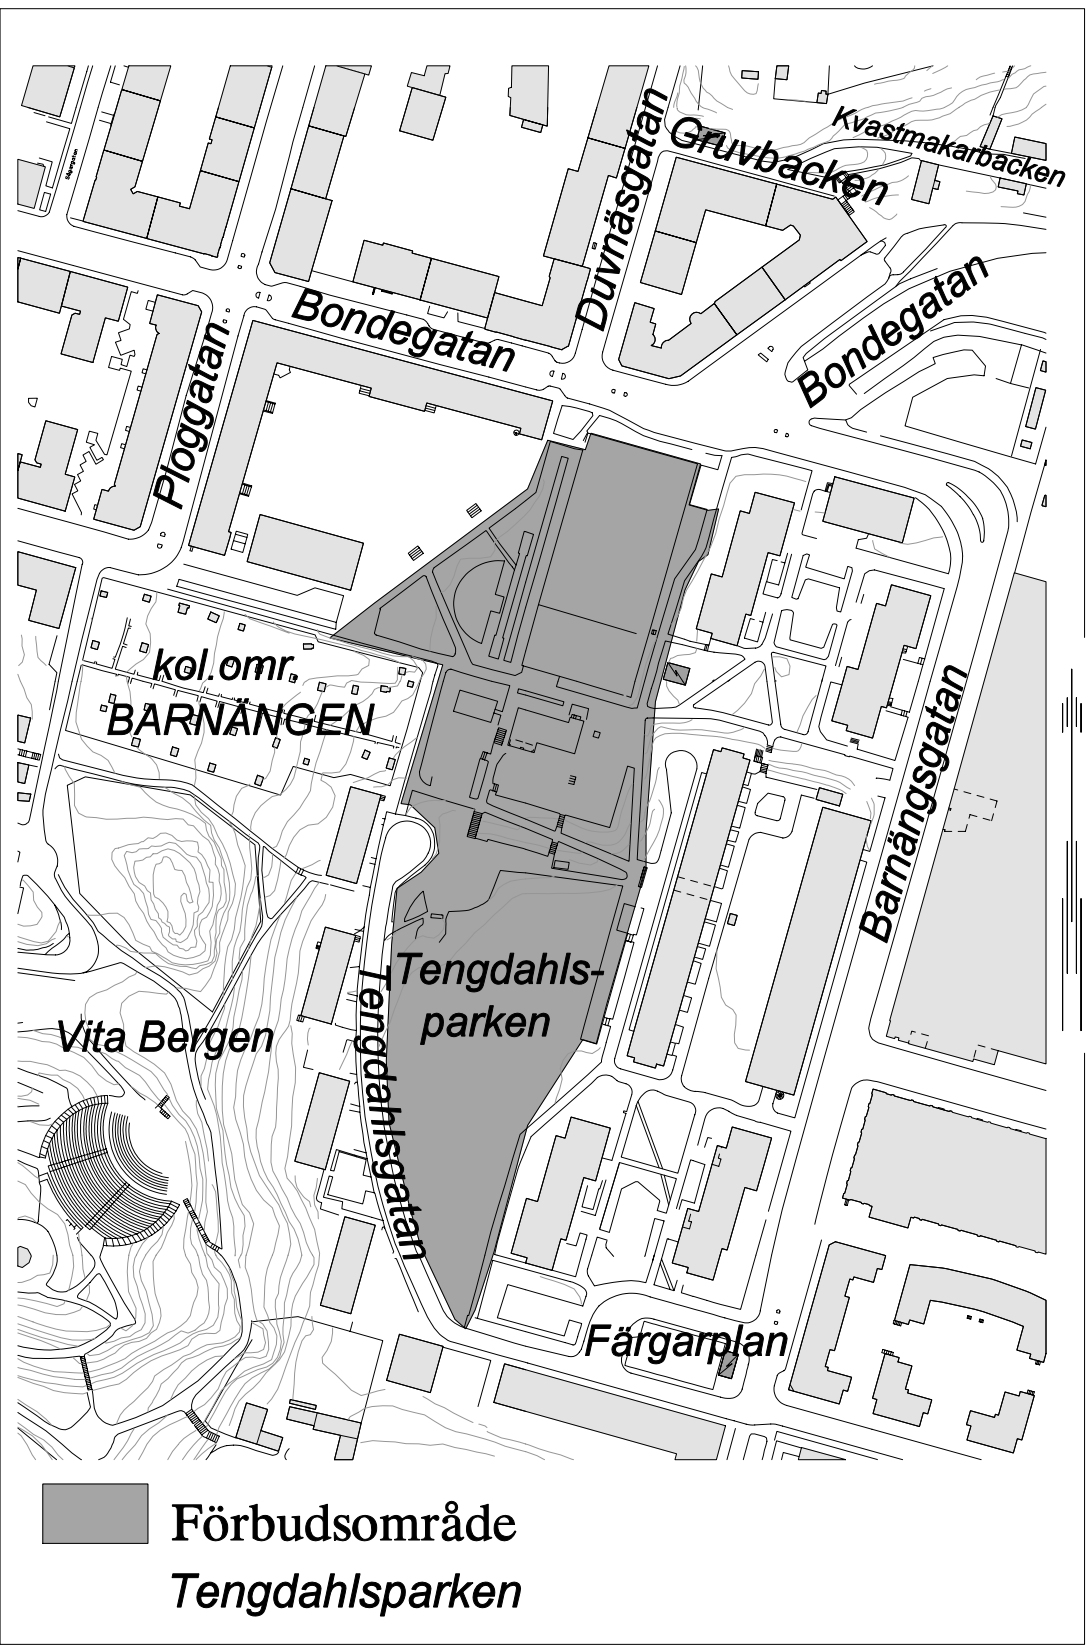 Kvastmakarbacken
Gruvbacken
Duvnäsgatan
Bondegatan
Bondegatan
Ploggatan
kol.omr.
BARNÄNGEN
Barnängsgatan
Tengdahls-
parken
Vita Bergen
Tengdahlsgatan
Färgarplan
Förbudsområde
Tengdahlsparken